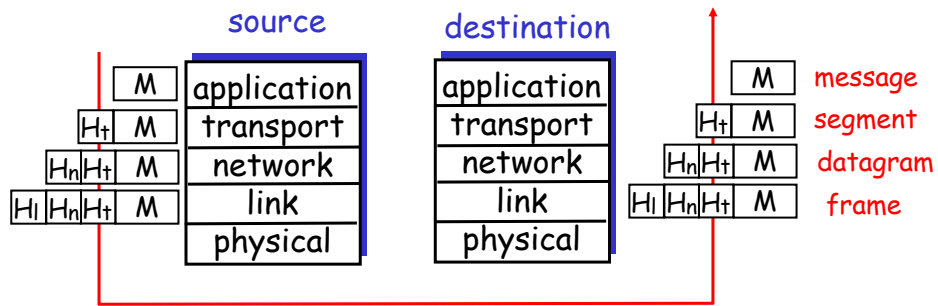 source destination
M application application M message
Ht M transport transport Ht M segment
Hn Ht M network network Hn Ht M datagram
Hl Hn Ht M link link Hl Hn Ht M frame
physical physical